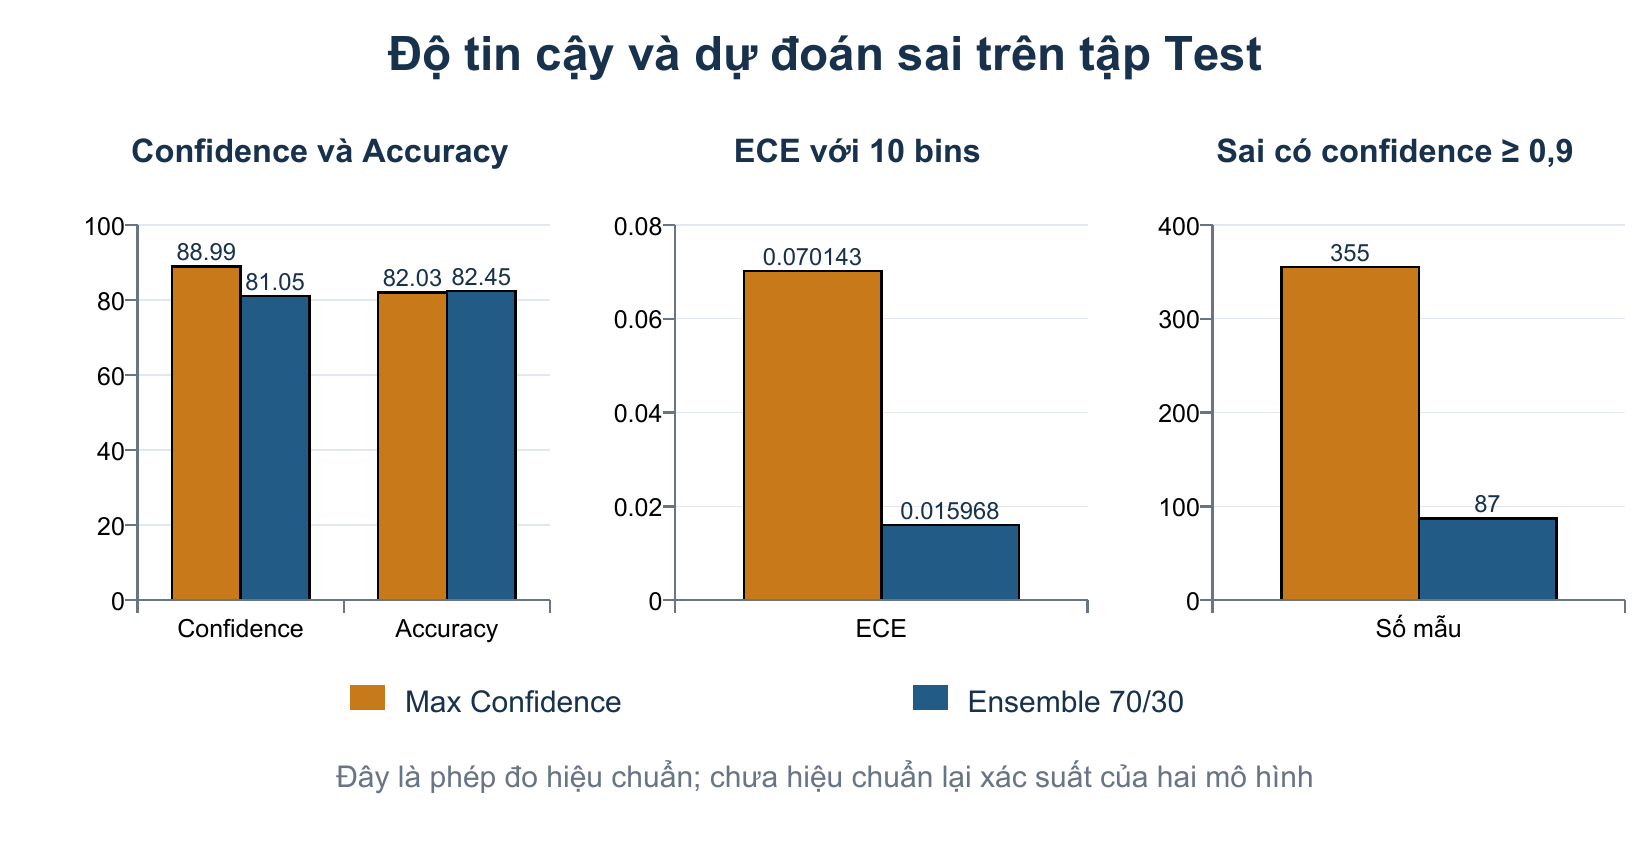 Độ tin cậy và dự đoán sai trên tập Test
Confidence và Accuracy
100
80
60
40
20
0
88.99
81.05
82.03
82.45
Confidence
Accuracy
ECE với 10 bins
0.08
0.06
0.04
0.02
0
0.070143
0.015968
ECE
Sai có confidence ≥ 0,9
400
300
200
100
0
355
87
Số mẫu
Max Confidence
Ensemble 70/30
Đây là phép đo hiệu chuẩn; chưa hiệu chuẩn lại xác suất của hai mô hình